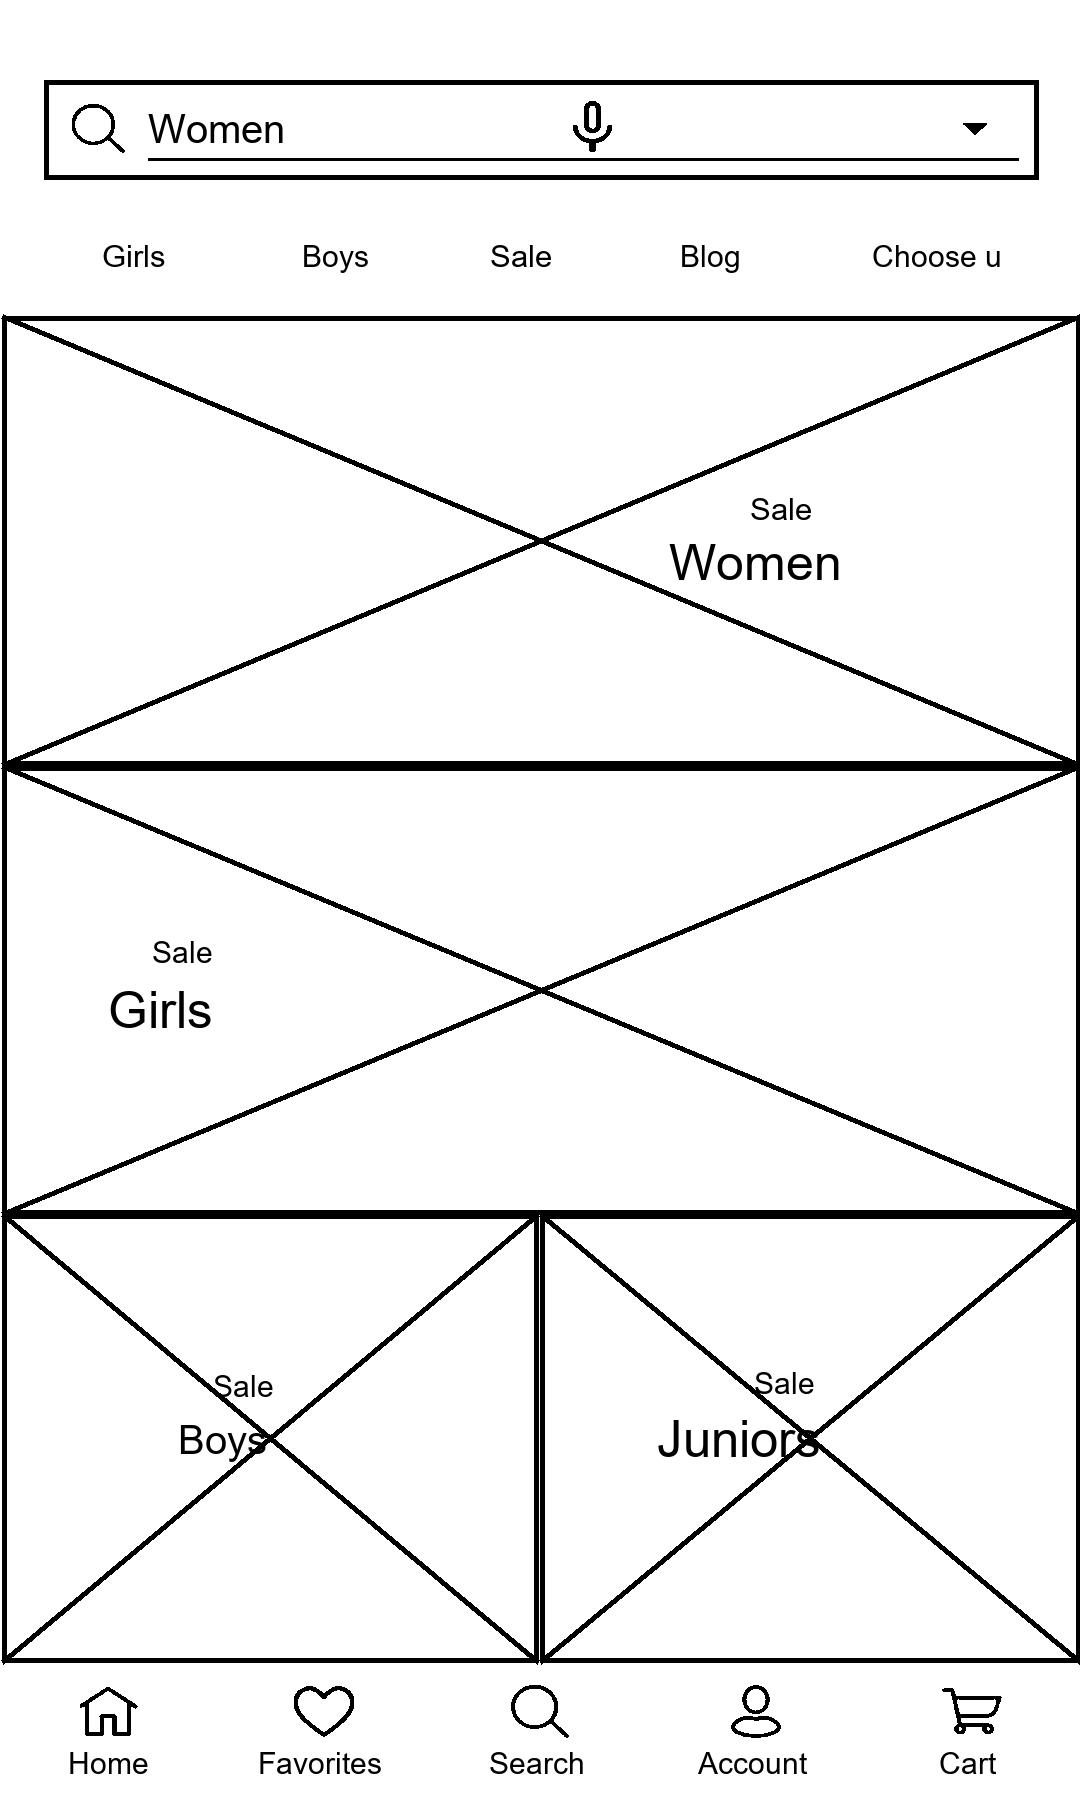 Women
Girls Boys Sale Blog Choose u
Sale
Women
Sale
Girls
Sale
Boys
Sale
Juniors
Home Favorites Search Account Cart